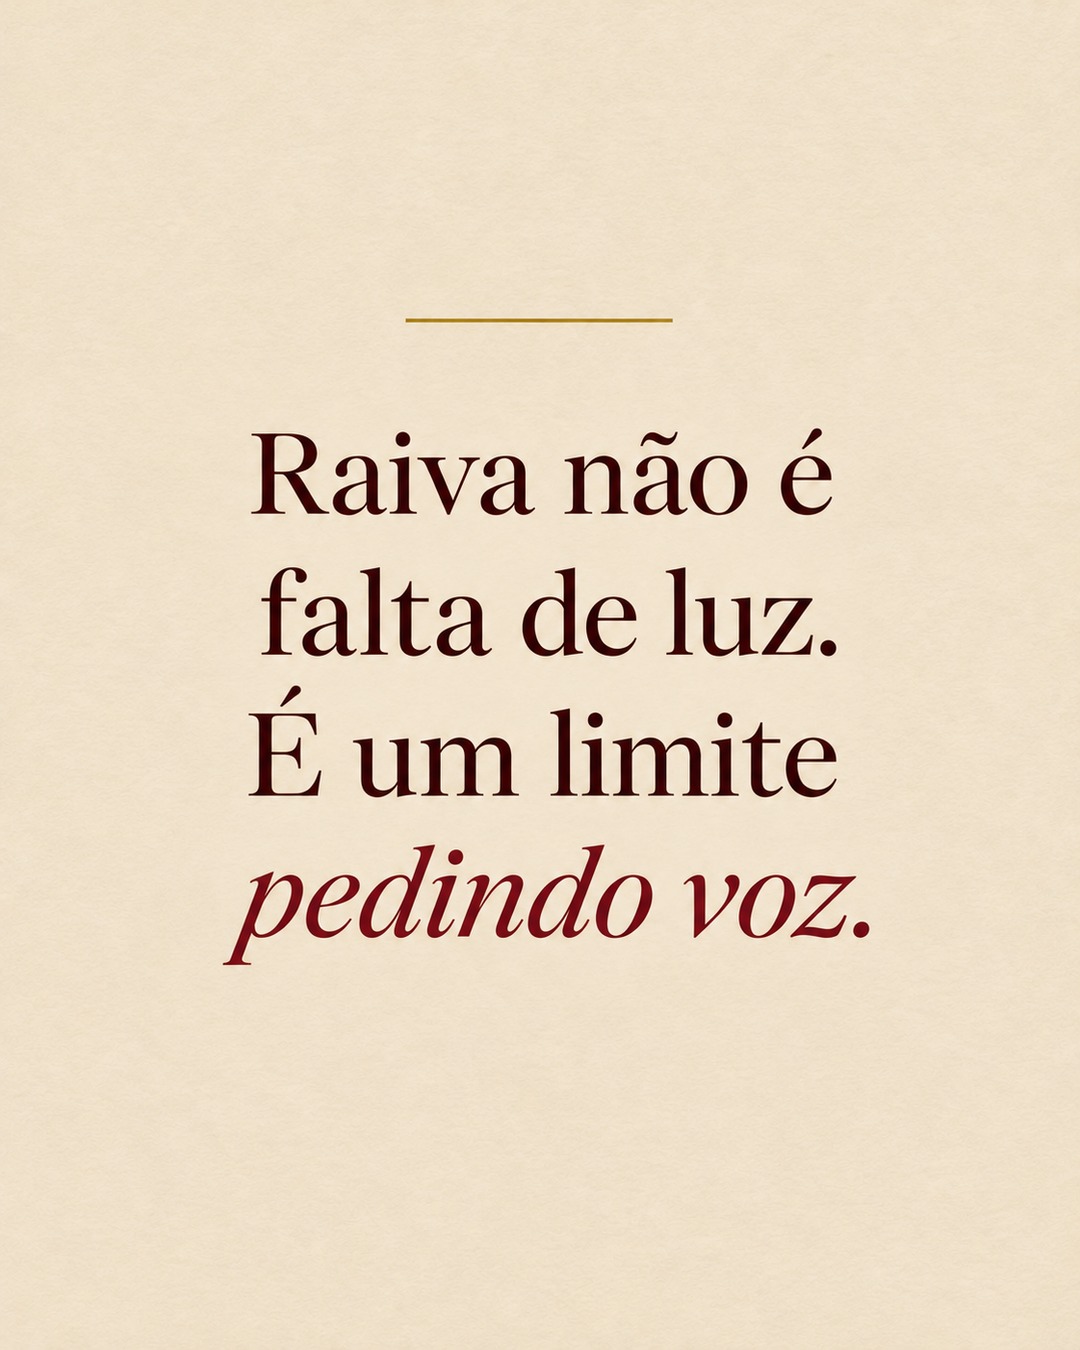 Raiva não é
falta de luz.
É um limite
pedindo voz.